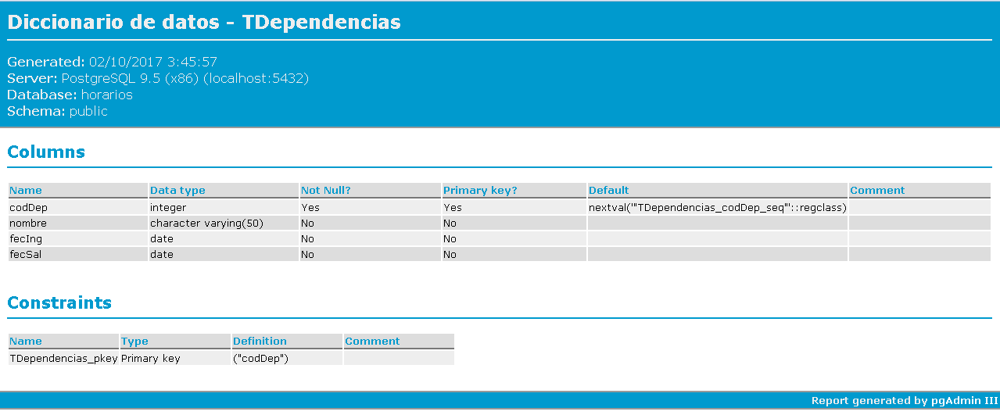 Diccionario de datos - TDependencias
Generated: 02/10/2017 3:45:57
Server: PostgreSQL 9.5 (x86) (localhost:5432)
Database: horarios
Schema: public
Columns
Name Data type Not Null? Primary key? Default Comment
codDep integer Yes Yes nextval('"TDependencias_codDep_seq"'::regclass)
nombre character varying(50) No No
fecIng date No No
fecSal date No No
Constraints
Name Type Definition Comment
TDependencias_pkey Primary key ("codDep")
Report generated by pgAdmin III